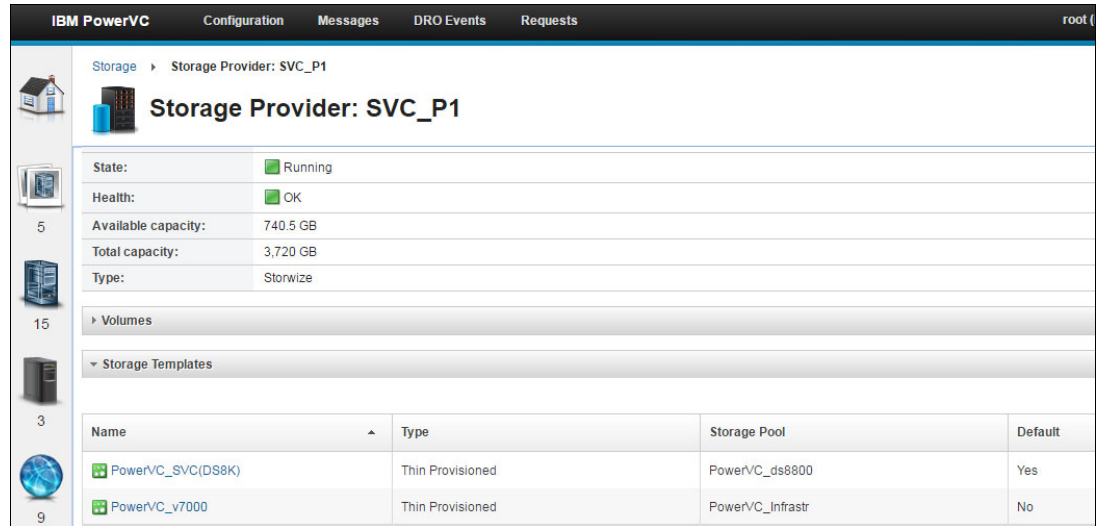 IBM PowerVC Configuration Messages DRO Events Requests root (
Storage ▸ Storage Provider: SVC_P1
Storage Provider: SVC_P1
State: Running
Health: OK
Available capacity: 740.5 GB
Total capacity: 3,720 GB
Type: Storwize
Volumes
Storage Templates
Name Type Storage Pool Default
PowerVC_SVC(DS8K) Thin Provisioned PowerVC_ds8800 Yes
PowerVC_v7000 Thin Provisioned PowerVC_Infrastr No
5
15
3
9